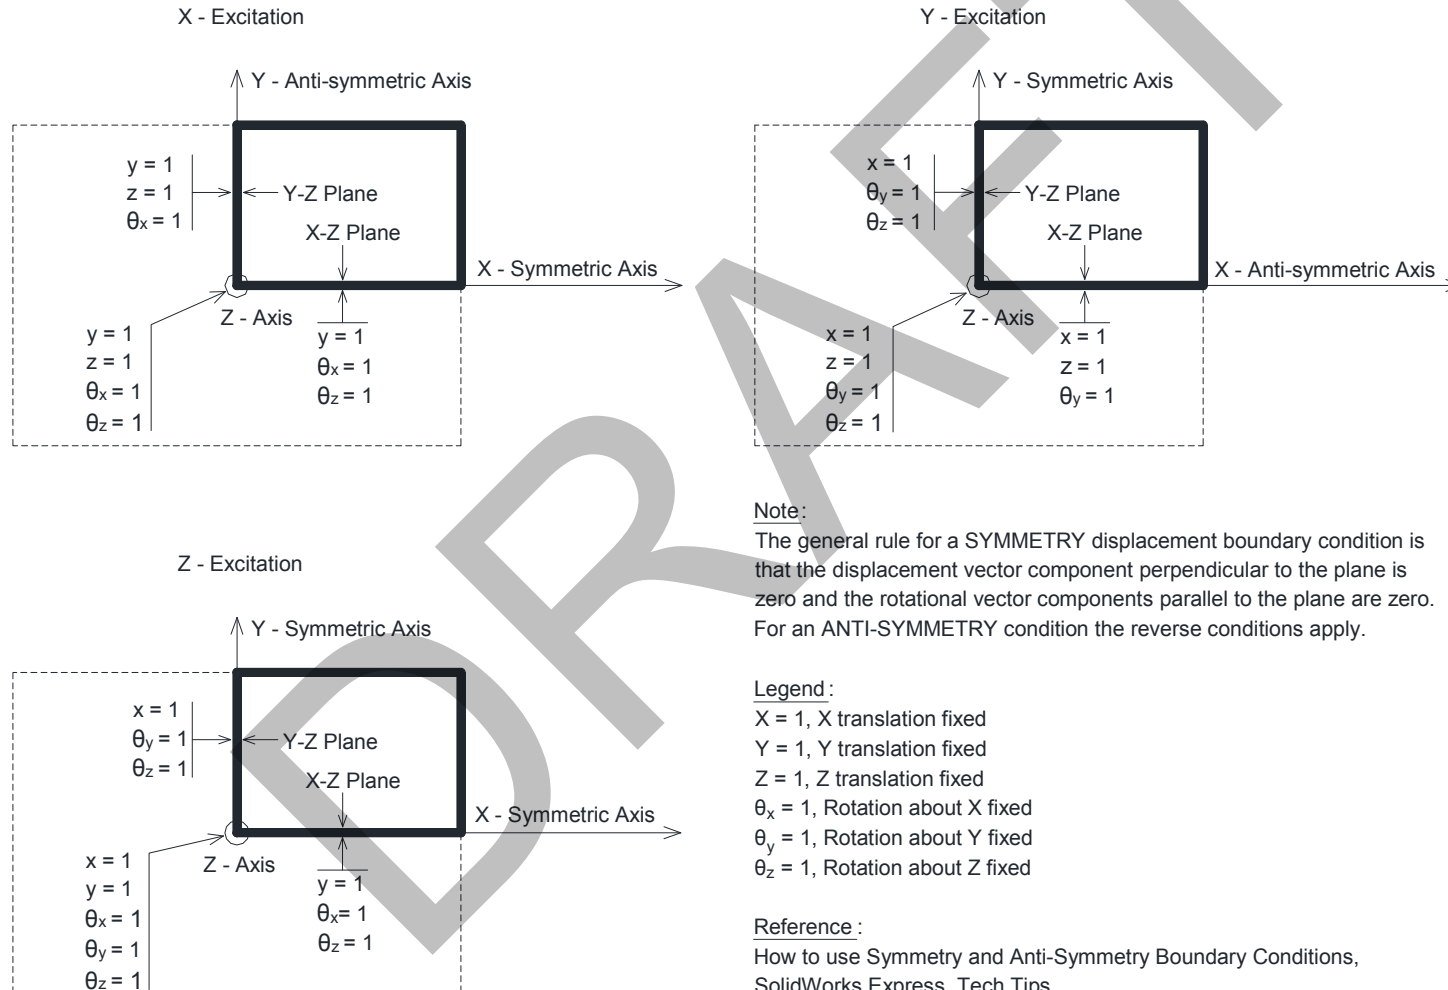 X - Excitation
Y - Anti-symmetric Axis
y = 1
z = 1
θx = 1
Y-Z Plane
X-Z Plane
X - Symmetric Axis
Z - Axis
y = 1
z = 1
θx = 1
θz = 1
y = 1
θx = 1
θz = 1
Y - Excitation
Y - Symmetric Axis
x = 1
θy = 1
θz = 1
Y-Z Plane
X-Z Plane
X - Anti-symmetric Axis
Z - Axis
x = 1
z = 1
θy = 1
θz = 1
x = 1
z = 1
θy = 1
Z - Excitation
Y - Symmetric Axis
x = 1
θy = 1
θz = 1
Y-Z Plane
X-Z Plane
X - Symmetric Axis
Z - Axis
x = 1
y = 1
θx = 1
θy = 1
θz = 1
y = 1
θx= 1
θz = 1
Note:
The general rule for a SYMMETRY displacement boundary condition is
that the displacement vector component perpendicular to the plane is
zero and the rotational vector components parallel to the plane are zero.
For an ANTI-SYMMETRY condition the reverse conditions apply.
Legend:
X = 1, X translation fixed
Y = 1, Y translation fixed
Z = 1, Z translation fixed
θx = 1, Rotation about X fixed
θy = 1, Rotation about Y fixed
θz = 1, Rotation about Z fixed
Reference:
How to use Symmetry and Anti-Symmetry Boundary Conditions,
SolidWorks Express, Tech Tips
DRAFT